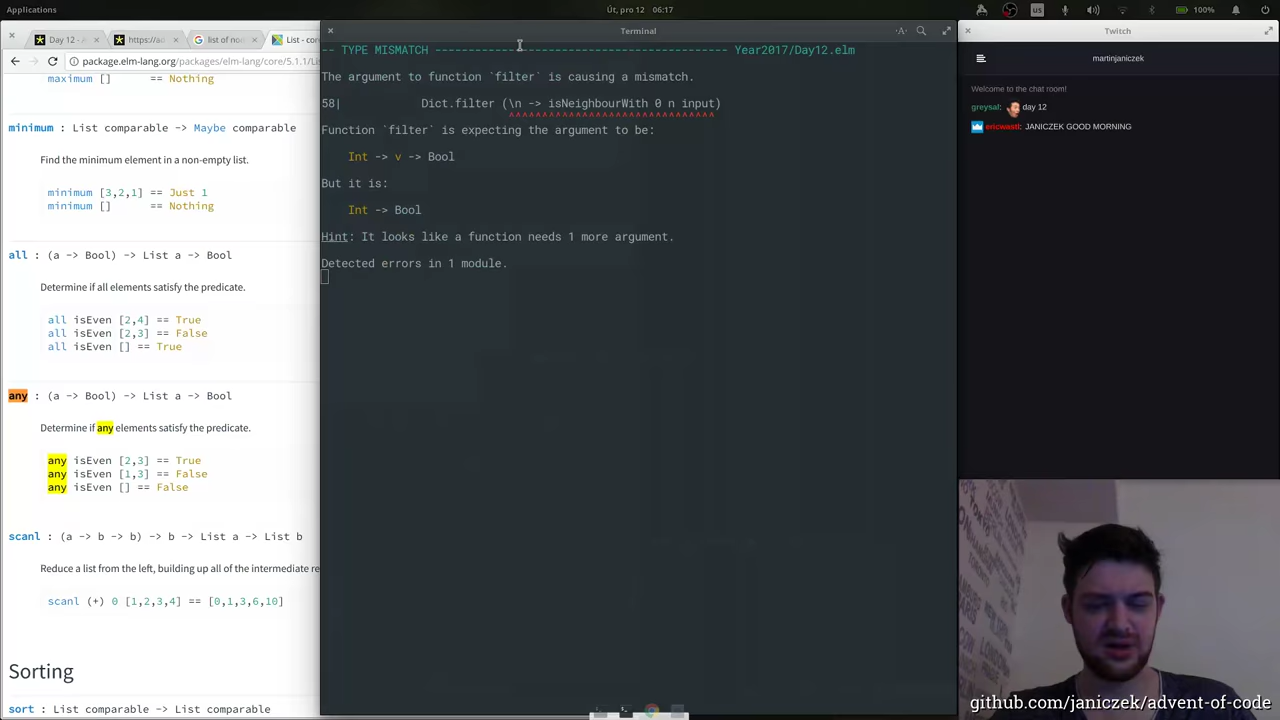 Applications
Út, pro 12 06:17
us
100%
Day 12 - A
https://ad
list of no
List - co
package.elm-lang.org/packages/elm-lang/core/5.1.1/Li
maximum [] == Nothing
minimum : List comparable -> Maybe comparable
Find the minimum element in a non-empty list.
minimum [3,2,1] == Just 1
minimum [] == Nothing
all : (a -> Bool) -> List a -> Bool
Determine if all elements satisfy the predicate.
all isEven [2,4] == True
all isEven [2,3] == False
all isEven [] == True
any : (a -> Bool) -> List a -> Bool
Determine if any elements satisfy the predicate.
any isEven [2,3] == True
any isEven [1,3] == False
any isEven [] == False
scanl : (a -> b -> b) -> b -> List a -> List b
Reduce a list from the left, building up all of the intermediate re
scanl (+) 0 [1,2,3,4] == [0,1,3,6,10]
Sorting
sort : List comparable -> List comparable
Terminal
-- TYPE MISMATCH -------------------------------------------- Year2017/Day12.elm
The argument to function `filter` is causing a mismatch.
58| Dict.filter (\n -> isNeighbourWith 0 n input)
^^^^^^^^^^^^^^^^^^^^^^^^^^^^^^^
Function `filter` is expecting the argument to be:
Int -> v -> Bool
But it is:
Int -> Bool
Hint: It looks like a function needs 1 more argument.
Detected errors in 1 module.
Twitch
martinjaniczek
Welcome to the chat room!
greysal: day 12
ericwastl: JANICZEK GOOD MORNING
github.com/janiczek/advent-of-code